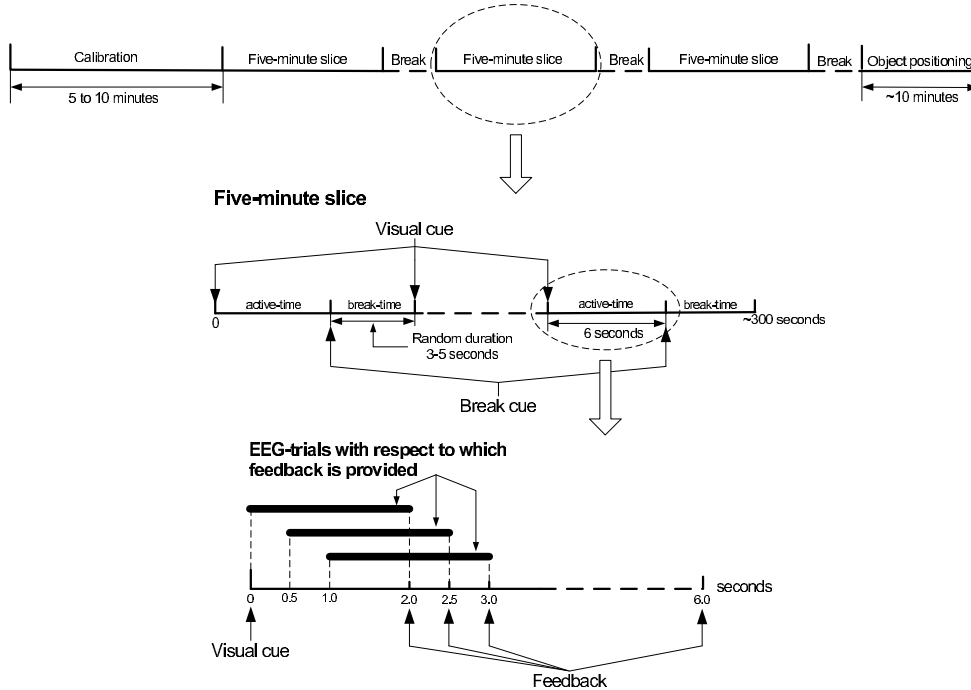 Calibration
Five-minute slice
Break
Five-minute slice
Break
Five-minute slice
Break
Object positioning
5 to 10 minutes
~10 minutes
Five-minute slice
Visual cue
active-time
break-time
active-time
break-time
0
~300 seconds
Random duration
3-5 seconds
6 seconds
Break cue
EEG-trials with respect to which
feedback is provided
seconds
0
0.5
1.0
2.0
2.5
3.0
6.0
Visual cue
Feedback